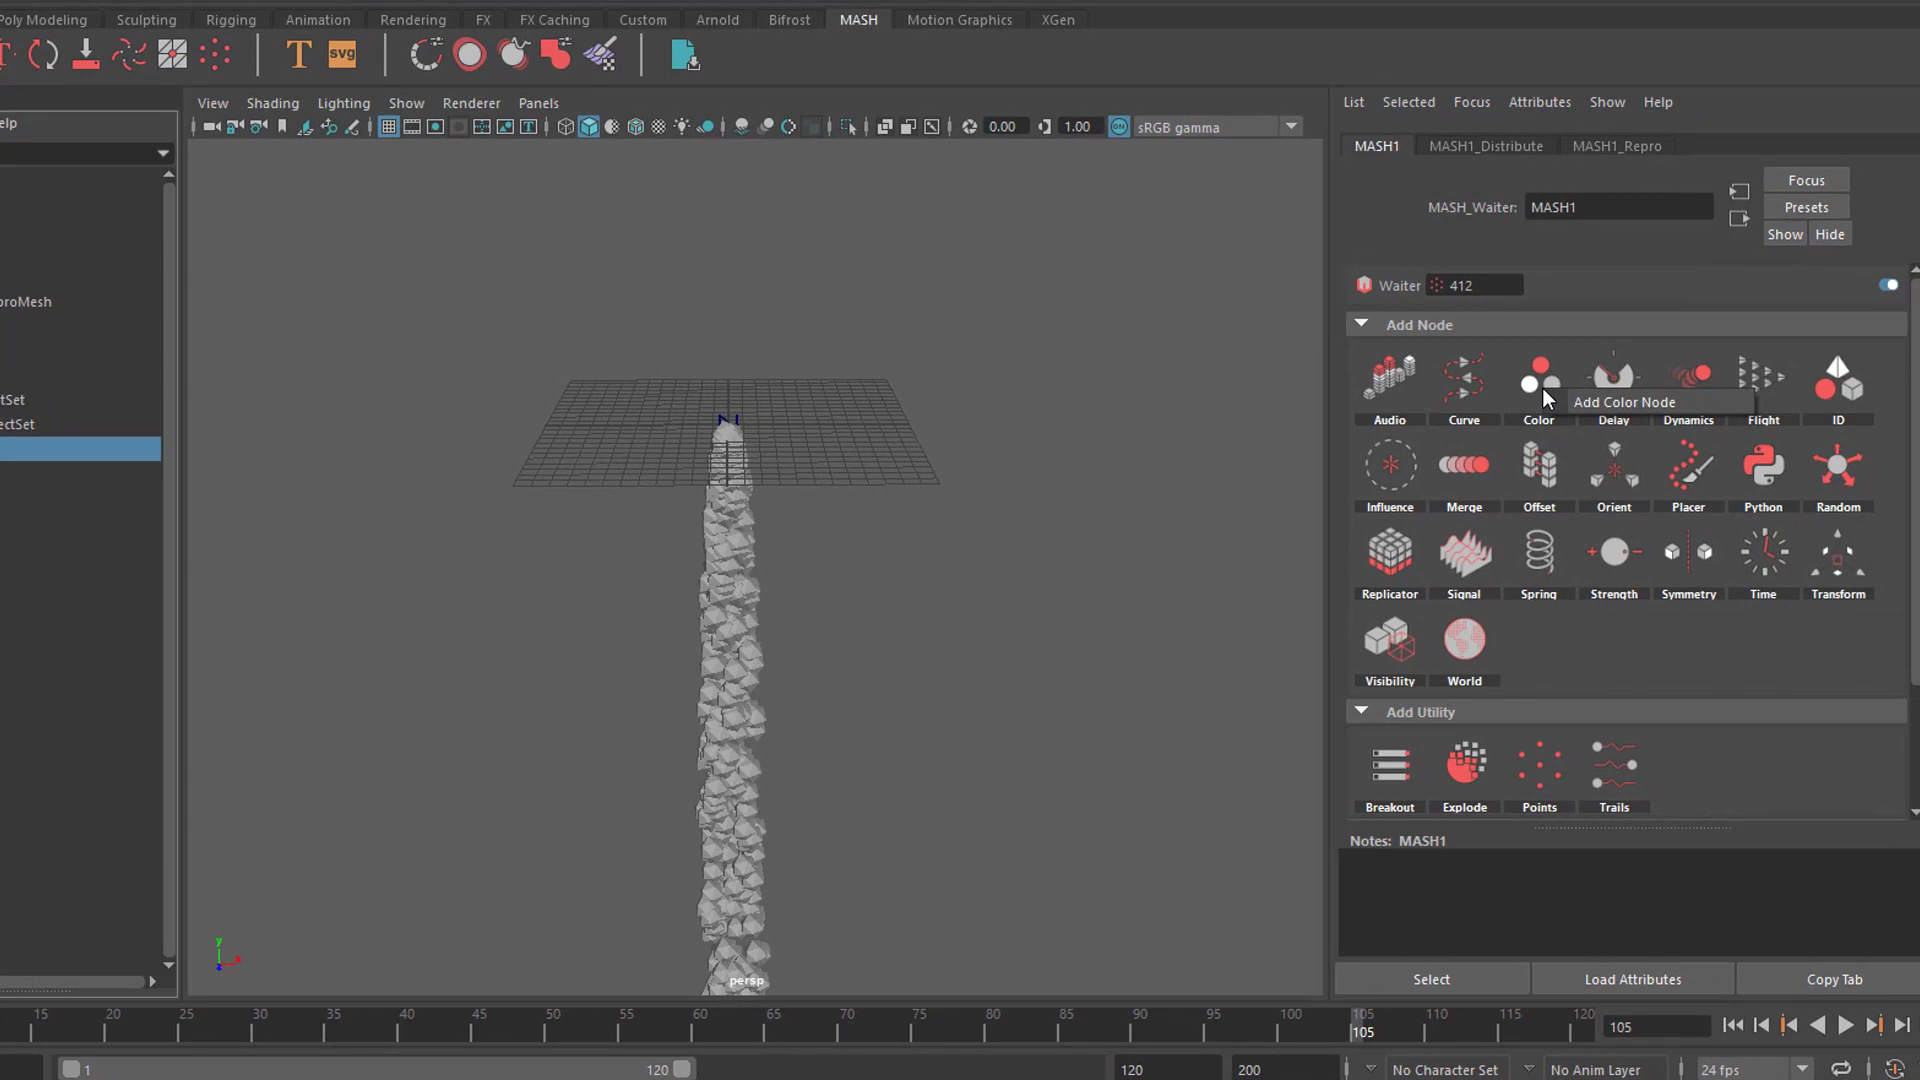 Poly Modeling Sculpting Rigging Animation Rendering FX FX Caching Custom Arnold Bifrost MASH Motion Graphics XGen
T svg
View Shading Lighting Show Renderer Panels
0.00 1.00 ON sRGB gamma
elp
roMesh
tSet
ectSet
persp
y x z
List Selected Focus Attributes Show Help
MASH1 MASH1_Distribute MASH1_Repro
Focus
MASH_Waiter: MASH1 Presets
Show Hide
Waiter 412
Add Node
Add Color Node
Audio Curve Color Delay Dynamics Flight ID
Influence Merge Offset Orient Placer Python Random
Replicator Signal Spring Strength Symmetry Time Transform
Visibility World
Add Utility
Breakout Explode Points Trails
Notes: MASH1
Select Load Attributes Copy Tab
15 20 25 30 35 40 45 50 55 60 65 70 75 80 85 90 95 100 105 110 115 120
105 105
1 120 120 200 No Character Set No Anim Layer 24 fps